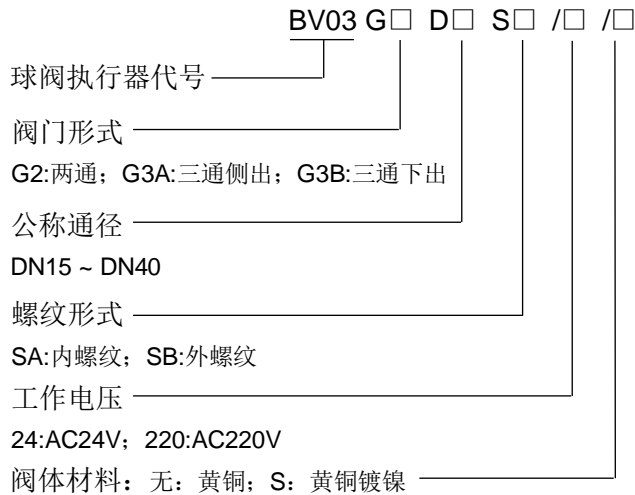 BV03 G□ D□ S□ /□ /□
球阀执行器代号
阀门形式
G2:两通；G3A:三通侧出；G3B:三通下出
公称通径
DN15 ~ DN40
螺纹形式
SA:内螺纹；SB:外螺纹
工作电压
24:AC24V；220:AC220V
阀体材料：无：黄铜；S：黄铜镀镍